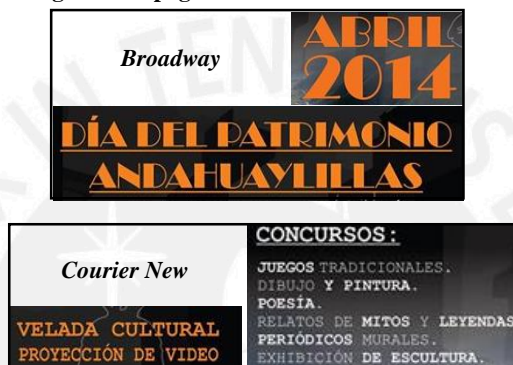 Broadway
ABRIL
2014
DÍA DEL PATRIMONIO
ANDAHUAYLILLAS
Courier New
VELADA CULTURAL
PROYECCIÓN DE VIDEO
CONCURSOS:
JUEGOS TRADICIONALES.
DIBUJO Y PINTURA.
POESÍA.
RELATOS DE MITOS Y LEYENDAS
PERIÓDICOS MURALES.
EXHIBICIÓN DE ESCULTURA.